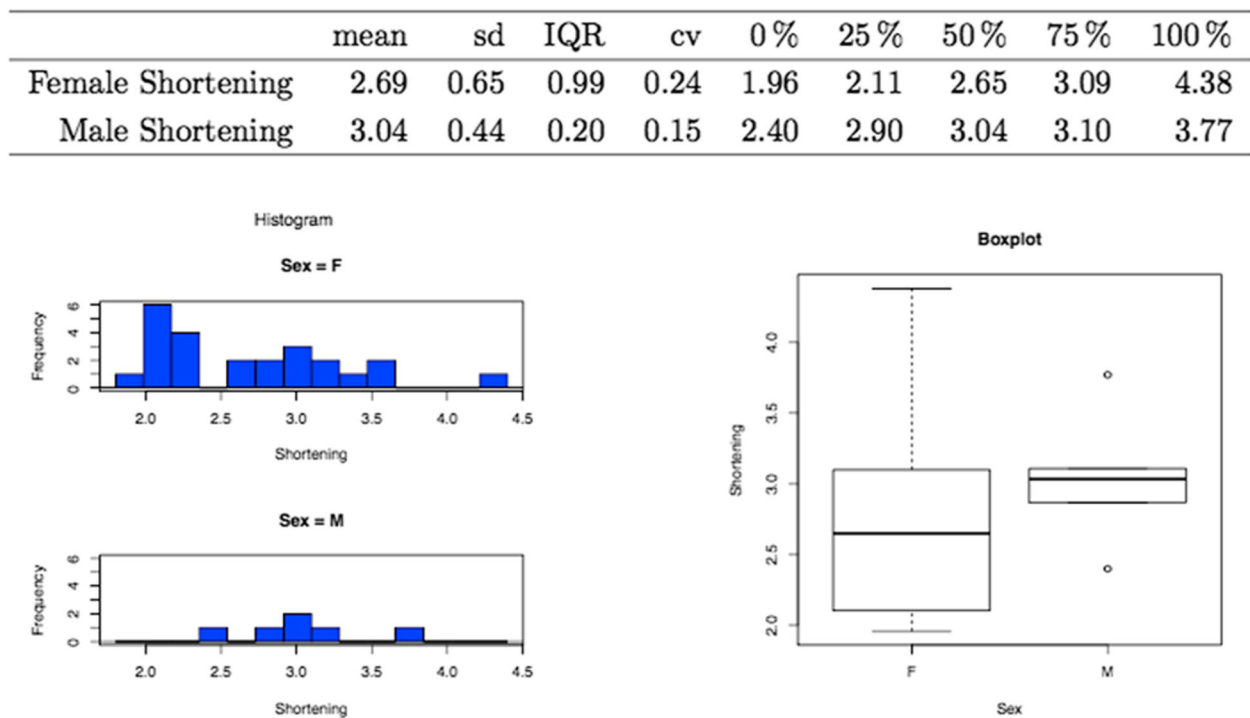 mean sd IQR cv 0 % 25 % 50 % 75 % 100 %
Female Shortening 2.69 0.65 0.99 0.24 1.96 2.11 2.65 3.09 4.38
Male Shortening 3.04 0.44 0.20 0.15 2.40 2.90 3.04 3.10 3.77
Histogram
Sex = F
Frequency
0 2 4 6
2.0 2.5 3.0 3.5 4.0 4.5
Shortening
Sex = M
Frequency
0 2 4 6
2.0 2.5 3.0 3.5 4.0 4.5
Shortening
Boxplot
Shortening
2.0 2.5 3.0 3.5 4.0
F M
Sex